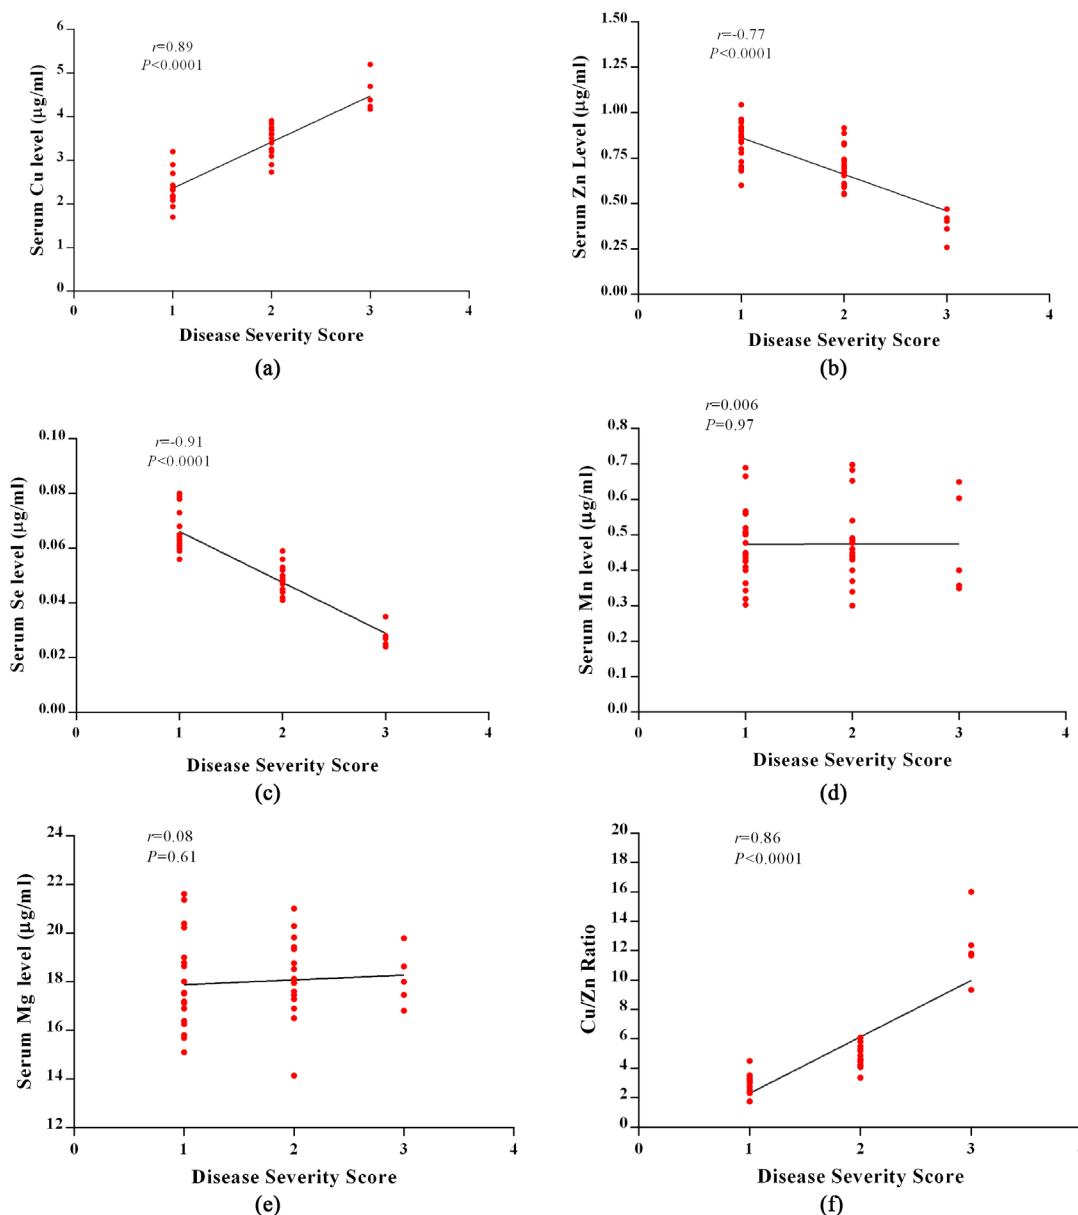 r=0.89
P<0.0001
Serum Cu level (μg/ml)
6
5
4
3
2
1
0
0 1 2 3 4
Disease Severity Score
(a)
r=-0.77
P<0.0001
Serum Zn Level (μg/ml)
1.50
1.00
0.75
0.50
0.25
0.00
0 1 2 3 4
Disease Severity Score
(b)
r=-0.91
P<0.0001
Serum Se level (μg/ml)
0.10
0.08
0.06
0.04
0.02
0.00
0 1 2 3 4
Disease Severity Score
(c)
r=0.006
P=0.97
Serum Mn level (μg/ml)
0.8
0.7
0.6
0.5
0.4
0.3
0.2
0.1
0.0
0 1 2 3 4
Disease Severity Score
(d)
r=0.08
P=0.61
Serum Mg level (μg/ml)
24
22
20
18
16
14
12
0 1 2 3 4
Disease Severity Score
(e)
r=0.86
P<0.0001
Cu/Zn Ratio
20
18
16
14
12
10
8
6
4
2
0
0 1 2 3
Disease Severity Score
(f)